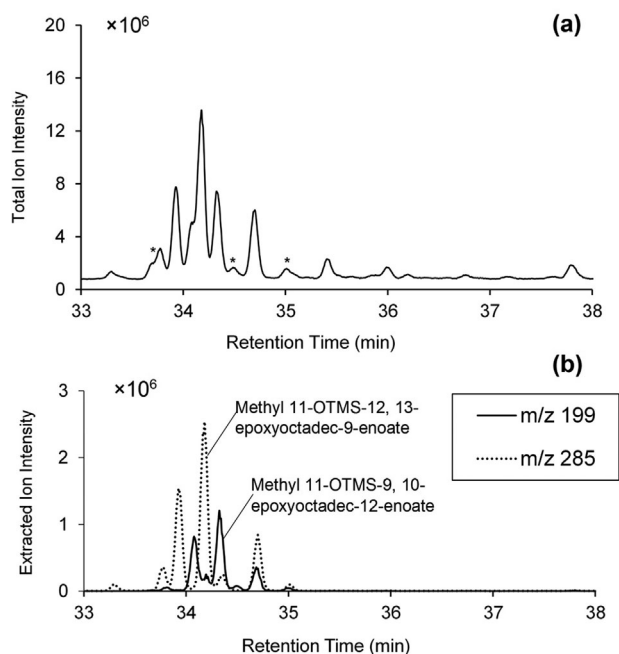 (a)
×10⁶
20
16
12
8
4
0
Total Ion Intensity
*
*
*
33 34 35 36 37 38
Retention Time (min)
(b)
×10⁶
3
2
1
0
Extracted Ion Intensity
Methyl 11-OTMS-12, 13-
epoxyoctadec-9-enoate
Methyl 11-OTMS-9, 10-
epoxyoctadec-12-enoate
m/z 199
m/z 285
33 34 35 36 37 38
Retention Time (min)